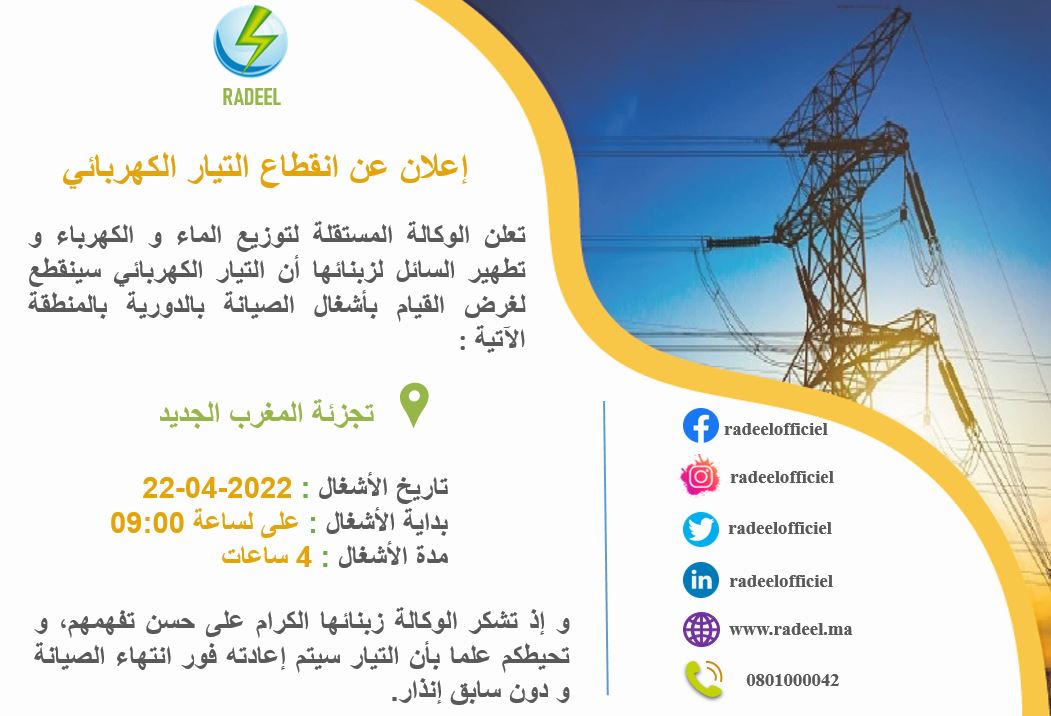 RADEEL
إعلان عن انقطاع التيار الكهربائي
تعلن الوكالة المستقلة لتوزيع الماء و الكهرباء و
تطهير السائل لزبنائها أن التيار الكهربائي سينقطع
لغرض القيام بأشغال الصيانة بالدورية بالمنطقة
الآتية :
تجزئة المغرب الجديد
تاريخ الأشغال : 2022-04-22
بداية الأشغال : على لساعة 09:00
مدة الأشغال : 4 ساعات
و إذ تشكر الوكالة زبنائها الكرام على حسن تفهمهم، و
تحيطكم علما بأن التيار سيتم إعادته فور انتهاء الصيانة
و دون سابق إنذار.
radeelofficiel
radeelofficiel
radeelofficiel
radeelofficiel
www.radeel.ma
0801000042